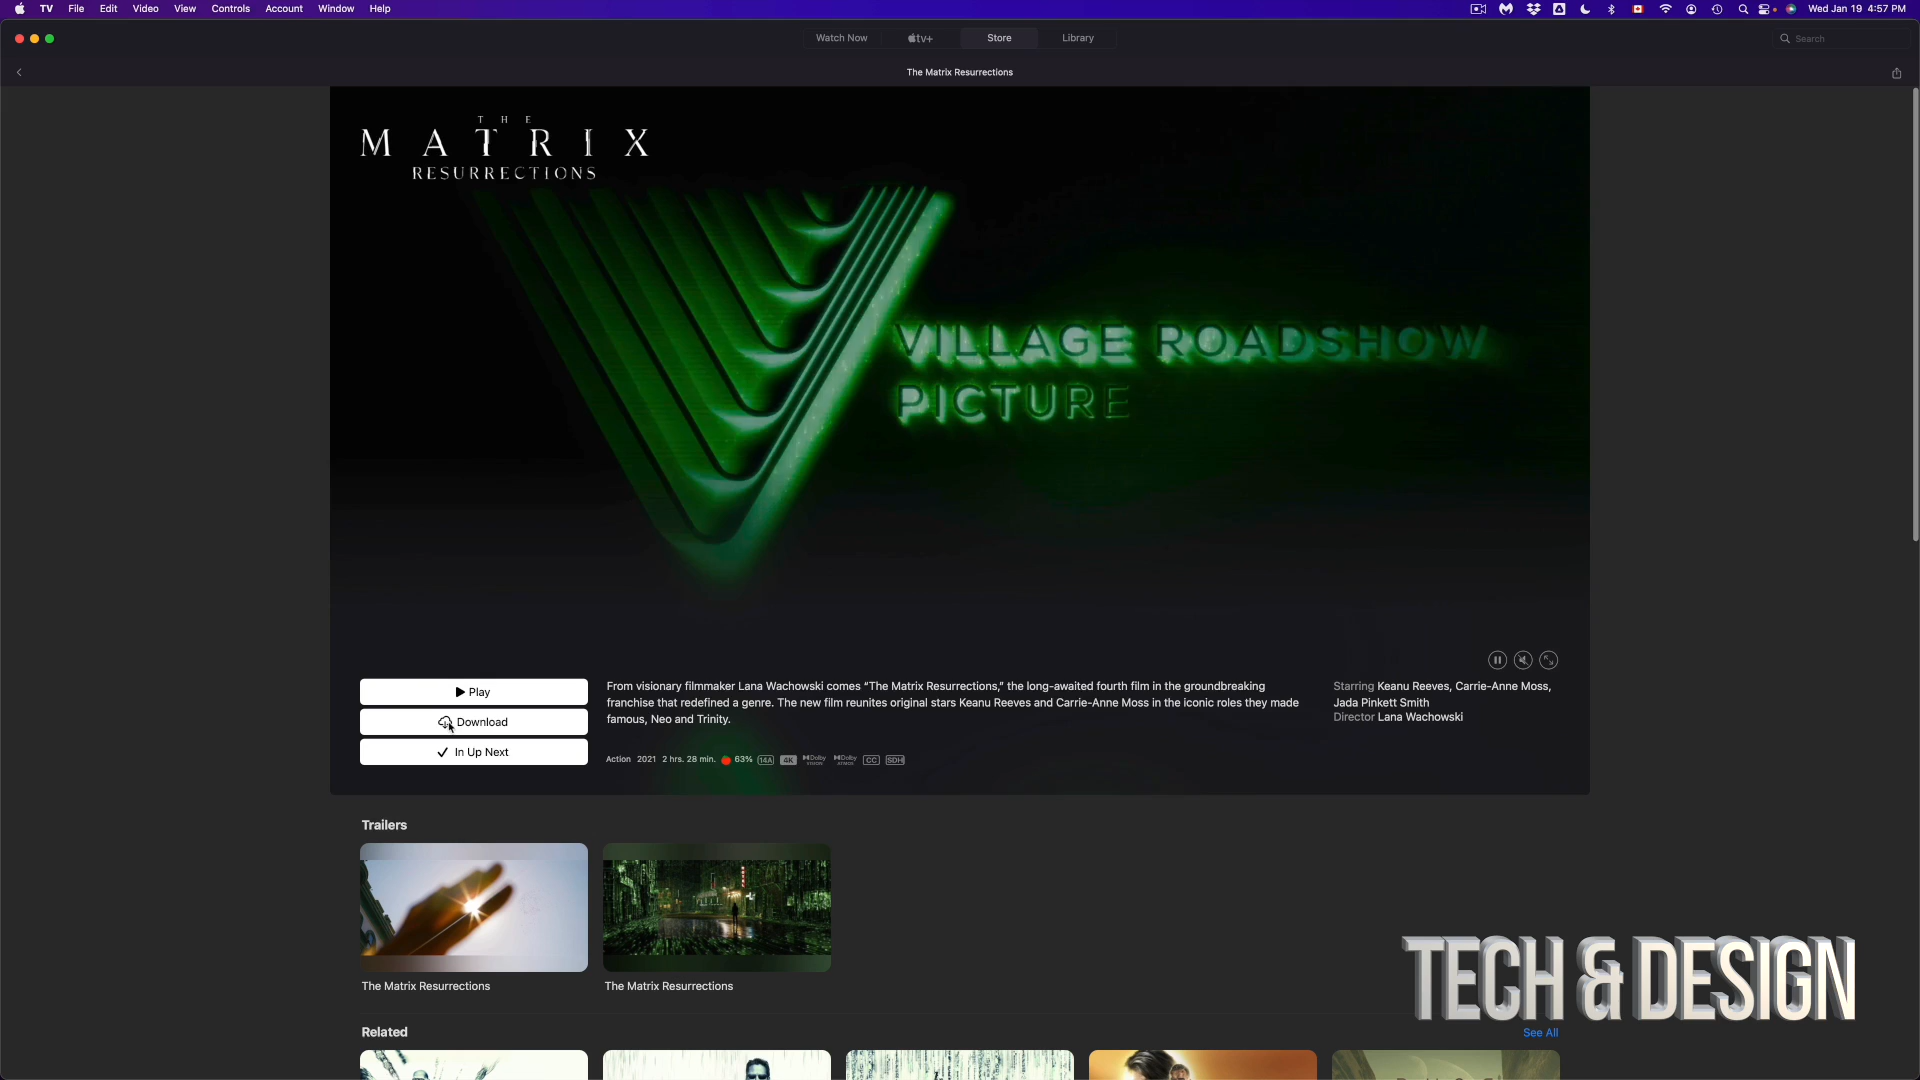 TV File Edit Video View Controls Account Window Help
Wed Jan 19 4:57 PM
Watch Now
tv+
Store
Library
Search
The Matrix Resurrections
THE
MATRIX
RESURRECTIONS
VILLAGE ROADSHOW
PICTURE
Play
Download
In Up Next
From visionary filmmaker Lana Wachowski comes “The Matrix Resurrections,” the long-awaited fourth film in the groundbreaking
franchise that redefined a genre. The new film reunites original stars Keanu Reeves and Carrie-Anne Moss in the iconic roles they made
famous, Neo and Trinity.
Action 2021 2 hrs. 28 min. 63% 14A 4K Dolby VISION Dolby ATMOS CC SDH
Starring Keanu Reeves, Carrie-Anne Moss,
Jada Pinkett Smith
Director Lana Wachowski
Trailers
The Matrix Resurrections
The Matrix Resurrections
TECH & DESIGN
Related
See All